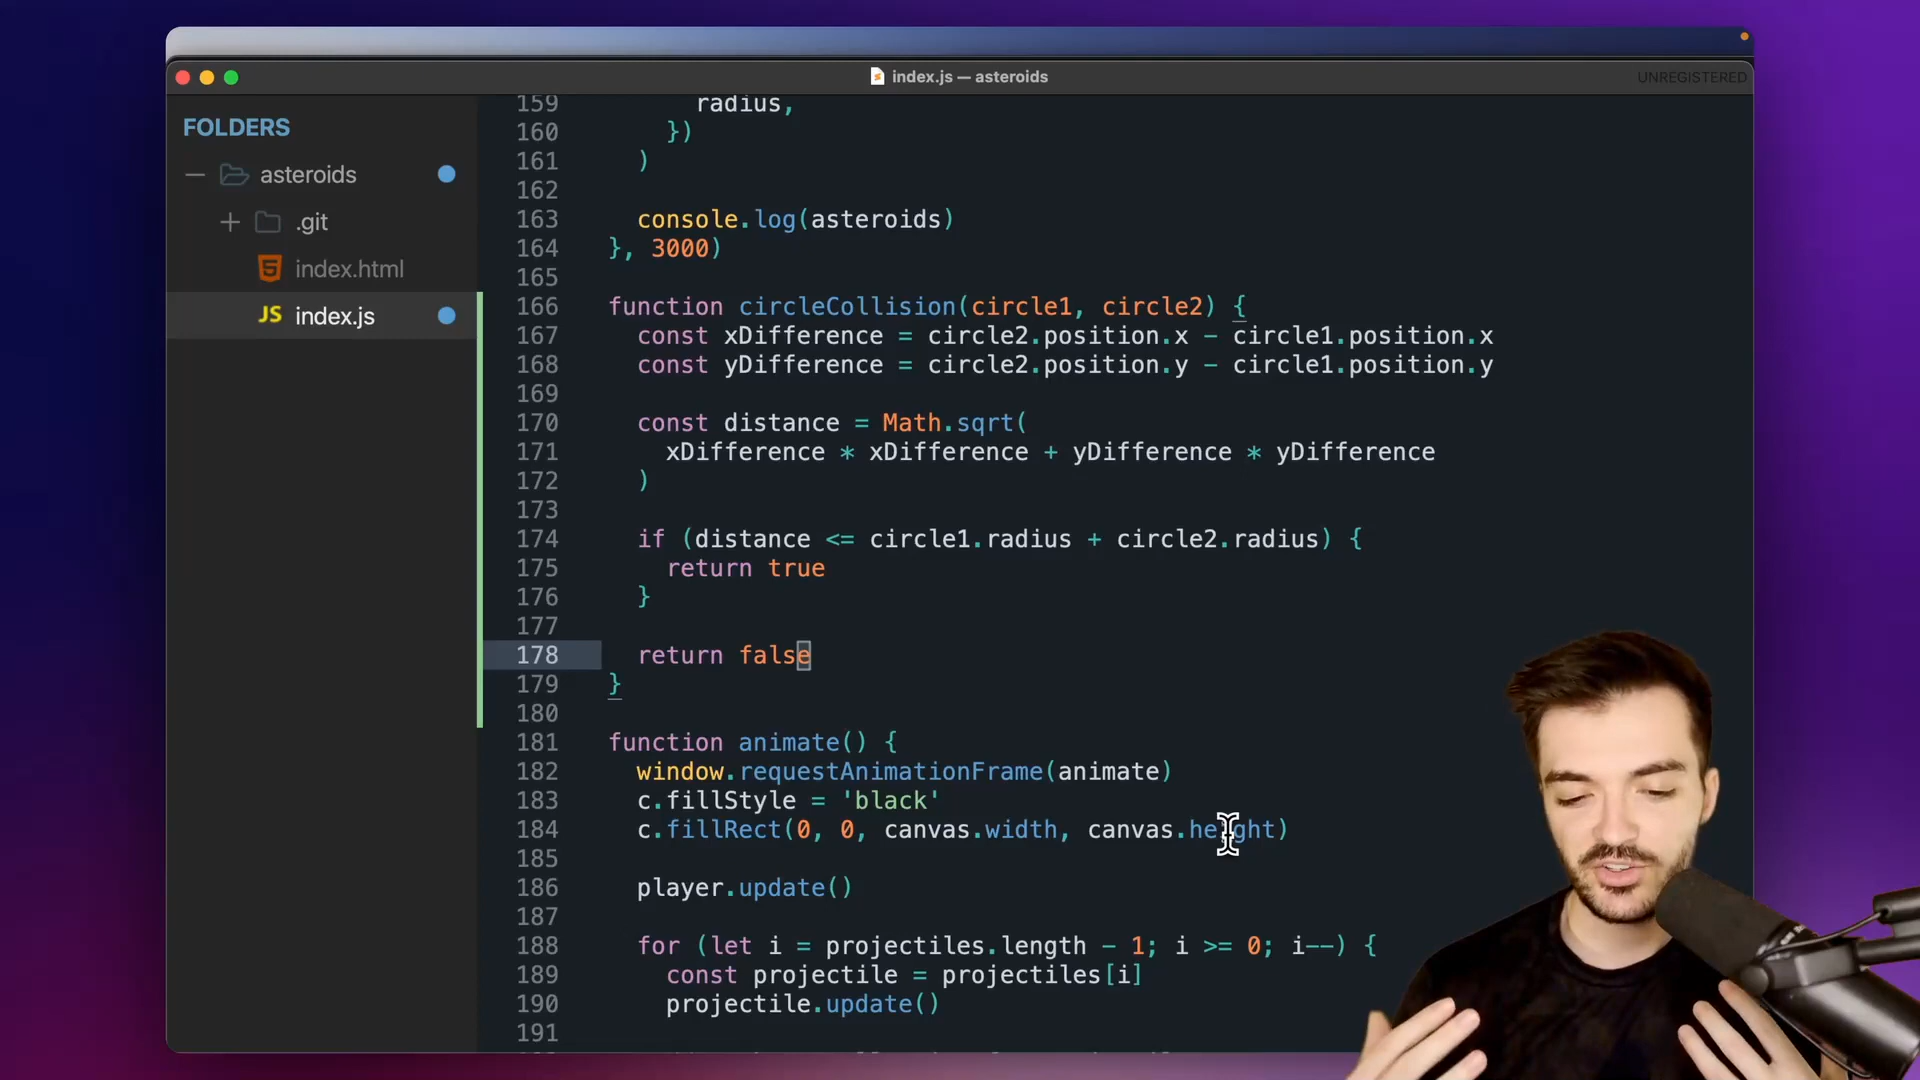 index.js — asteroids
UNREGISTERED
FOLDERS
asteroids
.git
index.html
JS index.js
159 radius,
160 })
161 )
162
163 console.log(asteroids)
164 }, 3000)
165
166 function circleCollision(circle1, circle2) {
167 const xDifference = circle2.position.x - circle1.position.x
168 const yDifference = circle2.position.y - circle1.position.y
169
170 const distance = Math.sqrt(
171 xDifference * xDifference + yDifference * yDifference
172 )
173
174 if (distance <= circle1.radius + circle2.radius) {
175 return true
176 }
177
178 return false
179 }
180
181 function animate() {
182 window.requestAnimationFrame(animate)
183 c.fillStyle = 'black'
184 c.fillRect(0, 0, canvas.width, canvas.height)
185
186 player.update()
187
188 for (let i = projectiles.length - 1; i >= 0; i--) {
189 const projectile = projectiles[i]
190 projectile.update()
191